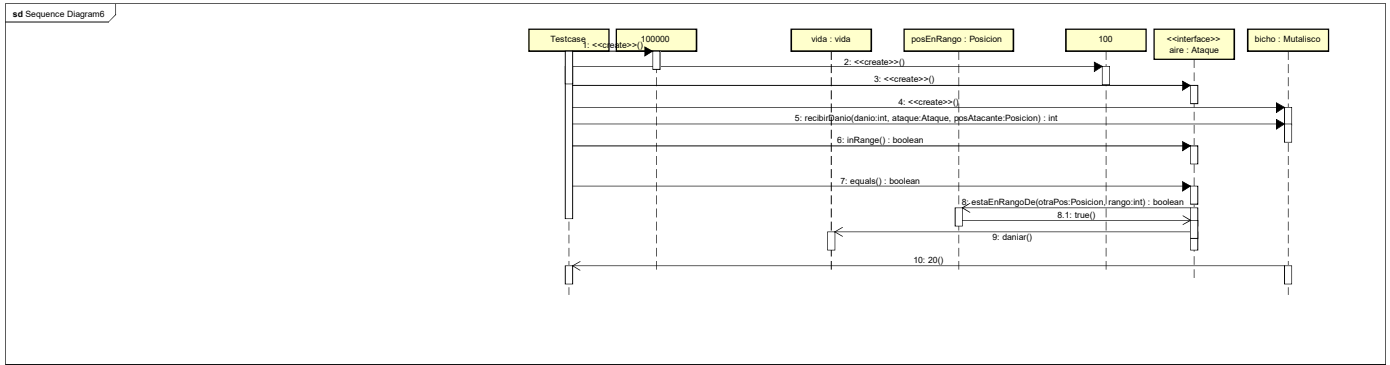 sd Sequence Diagram6
Testcase
100000
vida : vida
posEnRango : Posicion
100
<<interface>>
aire : Ataque
bicho : Mutalisco
1: <<create>>()
2: <<create>>()
3: <<create>>()
4: <<create>>()
5: recibirDanio(danio:int, ataque:Ataque, posAtacante:Posicion) : int
6: inRange() : boolean
7: equals() : boolean
8: estaEnRangoDe(otraPos:Posicion, rango:int) : boolean
8.1: true()
9: daniar()
10: 20()